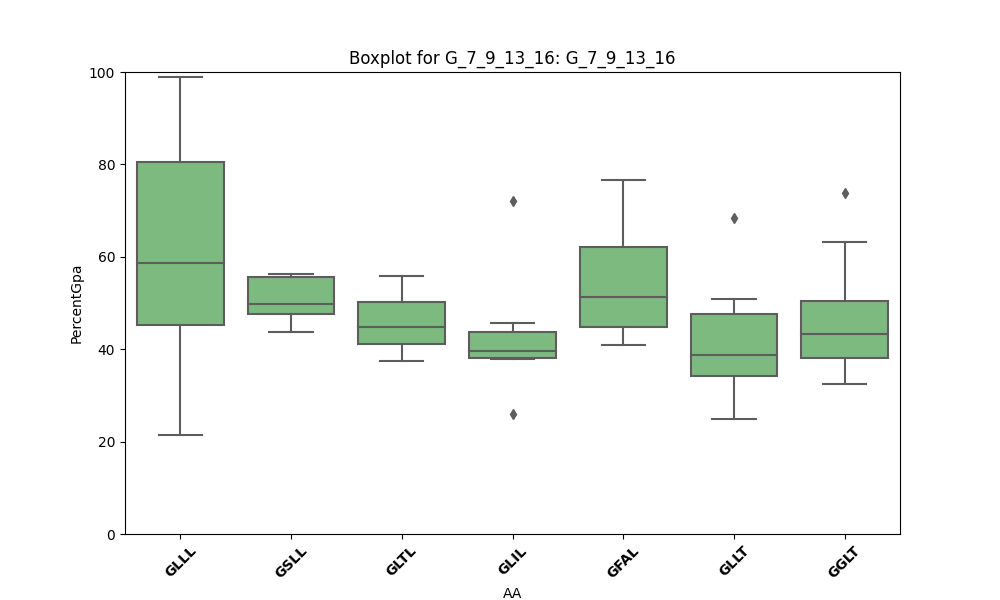 Boxplot for G_7_9_13_16: G_7_9_13_16
PercentGpa
100
80
60
40
20
0
GLLL
GSLL
GLTL
GLIL
GFAL
GLLT
GGLT
AA